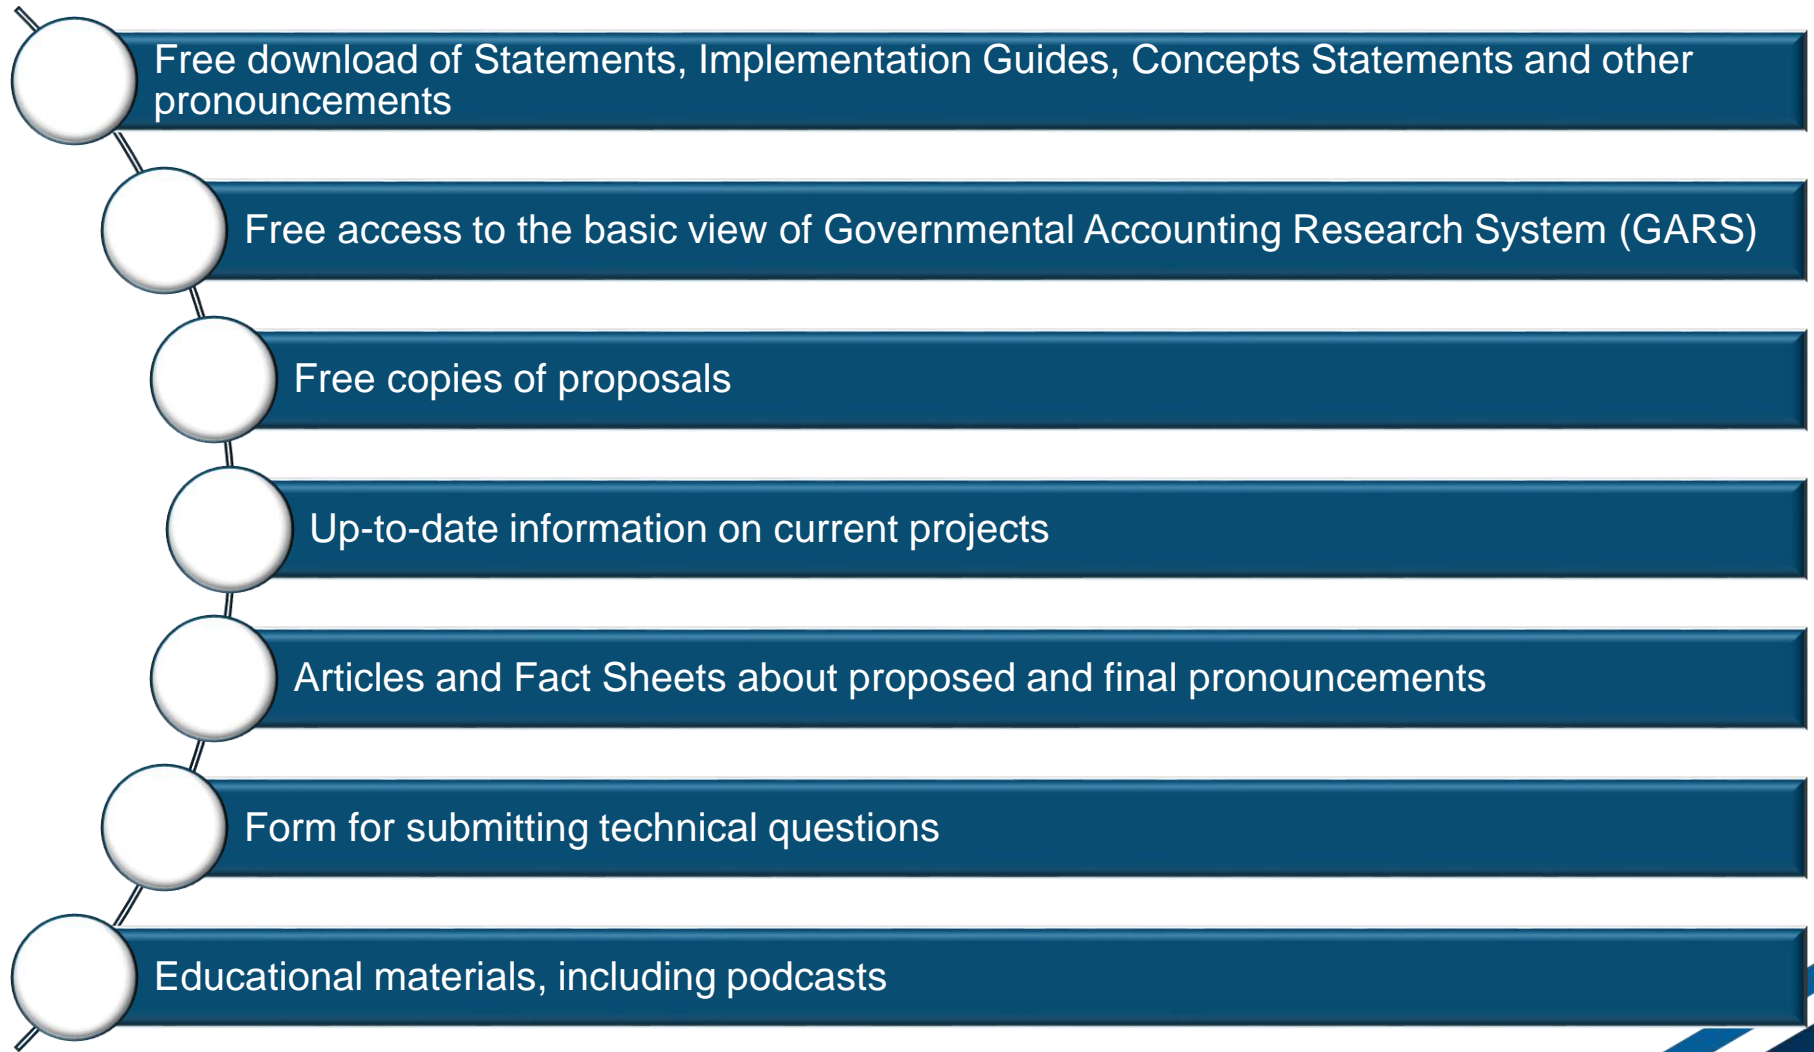 Free download of Statements, Implementation Guides, Concepts Statements and other
pronouncements
Free access to the basic view of Governmental Accounting Research System (GARS)
Free copies of proposals
Up-to-date information on current projects
Articles and Fact Sheets about proposed and final pronouncements
Form for submitting technical questions
Educational materials, including podcasts